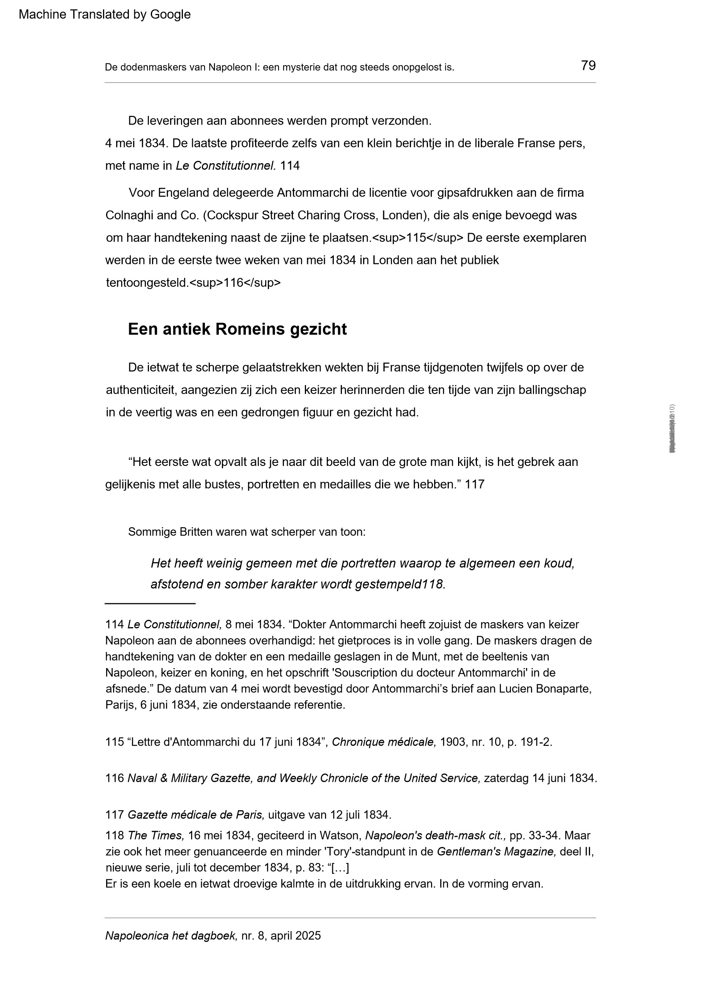 Machine Translated by Google
De dodenmaskers van Napoleon I: een mysterie dat nog steeds onopgelost is.
79
De leveringen aan abonnees werden prompt verzonden.
4 mei 1834. De laatste profiteerde zelfs van een klein berichtje in de liberale Franse pers,
met name in Le Constitutionnel. 114
Voor Engeland delegeerde Antommarchi de licentie voor gipsafdrukken aan de firma
Colnaghi and Co. (Cockspur Street Charing Cross, Londen), die als enige bevoegd was
om haar handtekening naast de zijne te plaatsen.<sup>115</sup> De eerste exemplaren
werden in de eerste twee weken van mei 1834 in Londen aan het publiek
tentoongesteld.<sup>116</sup>
Een antiek Romeins gezicht
De ietwat te scherpe gelaatstrekken wekten bij Franse tijdgenoten twijfels op over de
authenticiteit, aangezien zij zich een keizer herinnerden die ten tijde van zijn ballingschap
in de veertig was en een gedrongen figuur en gezicht had.
“Het eerste wat opvalt als je naar dit beeld van de grote man kijkt, is het gebrek aan
gelijkenis met alle bustes, portretten en medailles die we hebben.” 117
Sommige Britten waren wat scherper van toon:
Het heeft weinig gemeen met die portretten waarop te algemeen een koud,
afstotend en somber karakter wordt gestempeld118.
114 Le Constitutionnel, 8 mei 1834. “Dokter Antommarchi heeft zojuist de maskers van keizer
Napoleon aan de abonnees overhandigd: het gietproces is in volle gang. De maskers dragen de
handtekening van de dokter en een medaille geslagen in de Munt, met de beeltenis van
Napoleon, keizer en koning, en het opschrift 'Souscription du docteur Antommarchi' in de
afsnede.” De datum van 4 mei wordt bevestigd door Antommarchi’s brief aan Lucien Bonaparte,
Parijs, 6 juni 1834, zie onderstaande referentie.
115 “Lettre d'Antommarchi du 17 juni 1834”, Chronique médicale, 1903, nr. 10, p. 191-2.
116 Naval & Military Gazette, and Weekly Chronicle of the United Service, zaterdag 14 juni 1834.
117 Gazette médicale de Paris, uitgave van 12 juli 1834.
118 The Times, 16 mei 1834, geciteerd in Watson, Napoleon's death-mask cit., pp. 33-34. Maar
zie ook het meer genuanceerde en minder 'Tory'-standpunt in de Gentleman's Magazine, deel II,
nieuwe serie, juli tot december 1834, p. 83: “[…]
Er is een koele en ietwat droevige kalmte in de uitdrukking ervan. In de vorming ervan.
Napoleonica het dagboek, nr. 8, april 2025